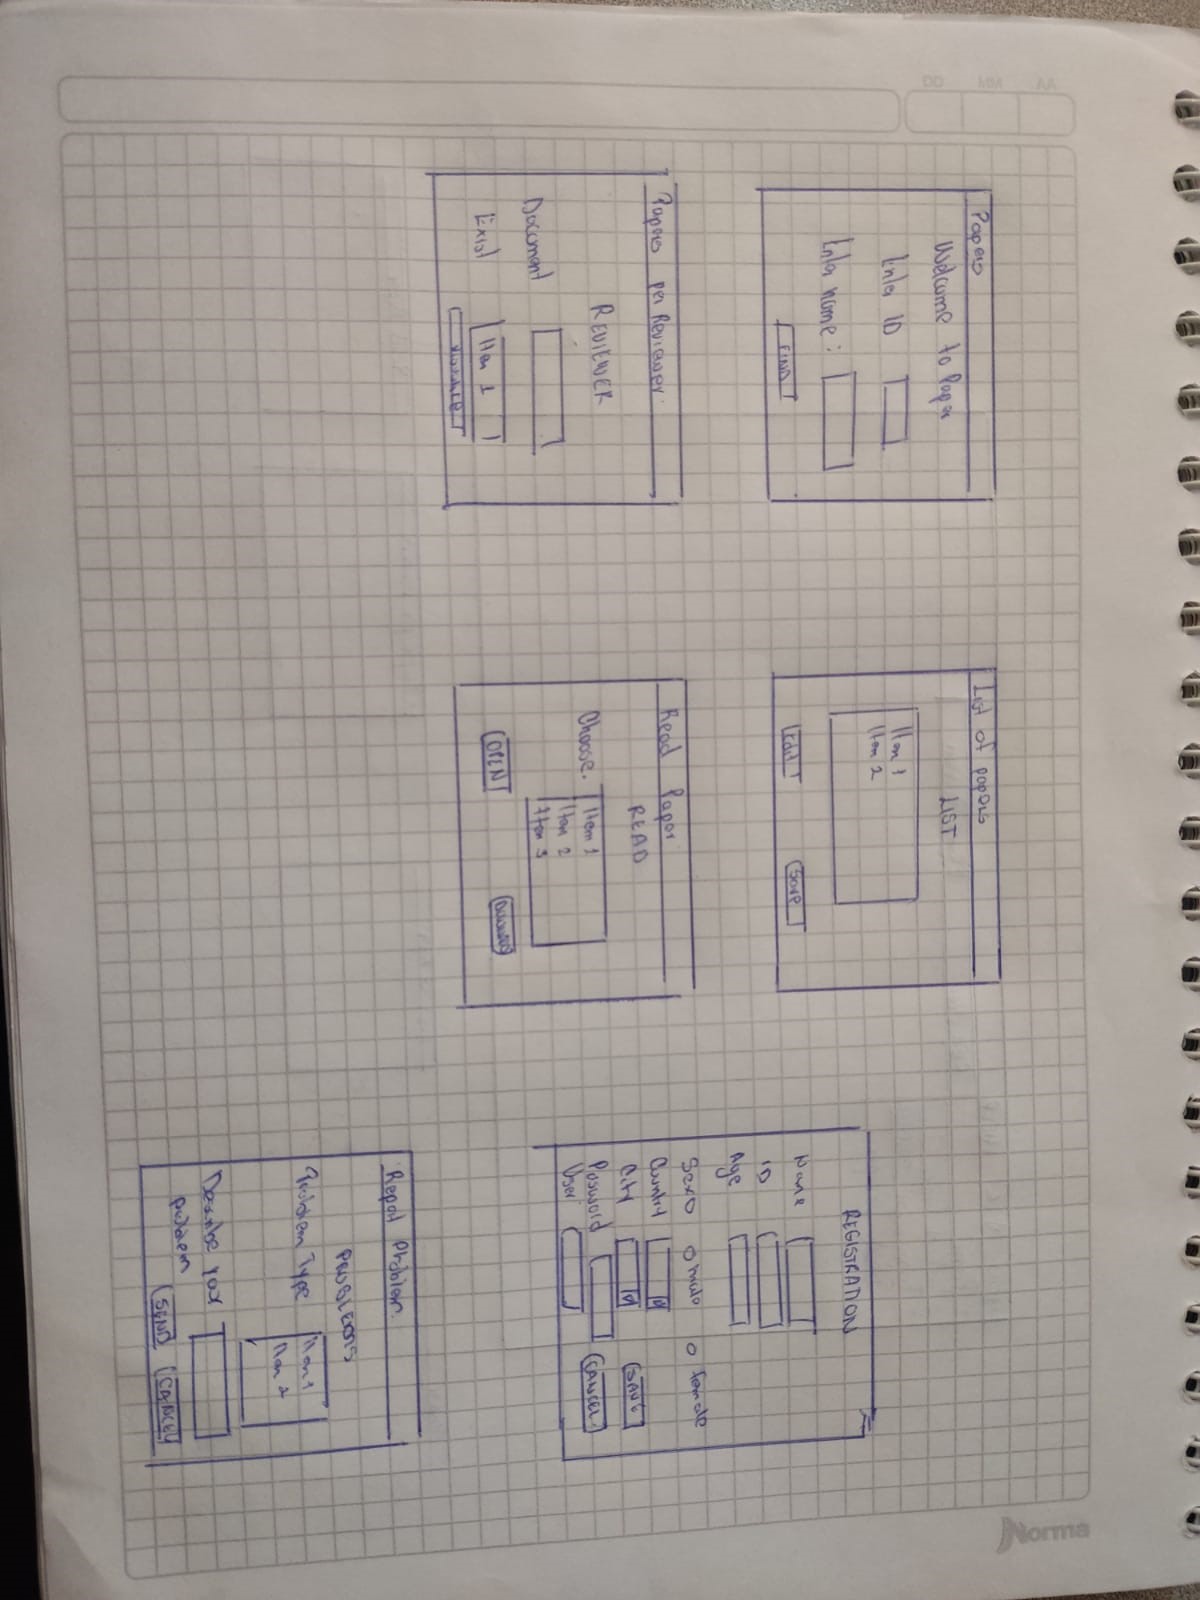 Papers
Welcome to Paper
Enter ID
Enter name:
FIND
List of papers
LIST
Item 1
Item 2
Edit
Save
REGISTRATION
Name
ID
Age
Sexo
o malo
o female
Country
City
Password
User
SAVE
CANCEL
Papers per Reviewer.
REVIEWER
Document
Exist
Item 1
Read Paper
READ
Choose.
Item 1
Item 2
Item 3
OPEN
Report Problem.
PROBLEMS
Problem Type
Item 1
Item 2
Describe your
problem
SEND
CANCEL
DD
MM
AA
Norma